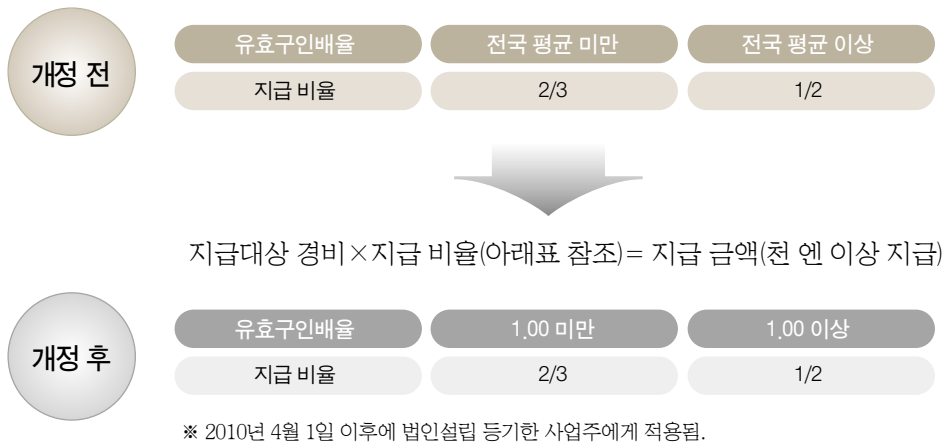 개정 전
유효구인배율 전국 평균 미만 전국 평균 이상
지급 비율 2/3 1/2
지급대상 경비×지급 비율(아래표 참조)= 지급 금액(천 엔 이상 지급)
개정 후
유효구인배율 1.00 미만 1.00 이상
지급 비율 2/3 1/2
※ 2010년 4월 1일 이후에 법인설립 등기한 사업주에게 적용됨.